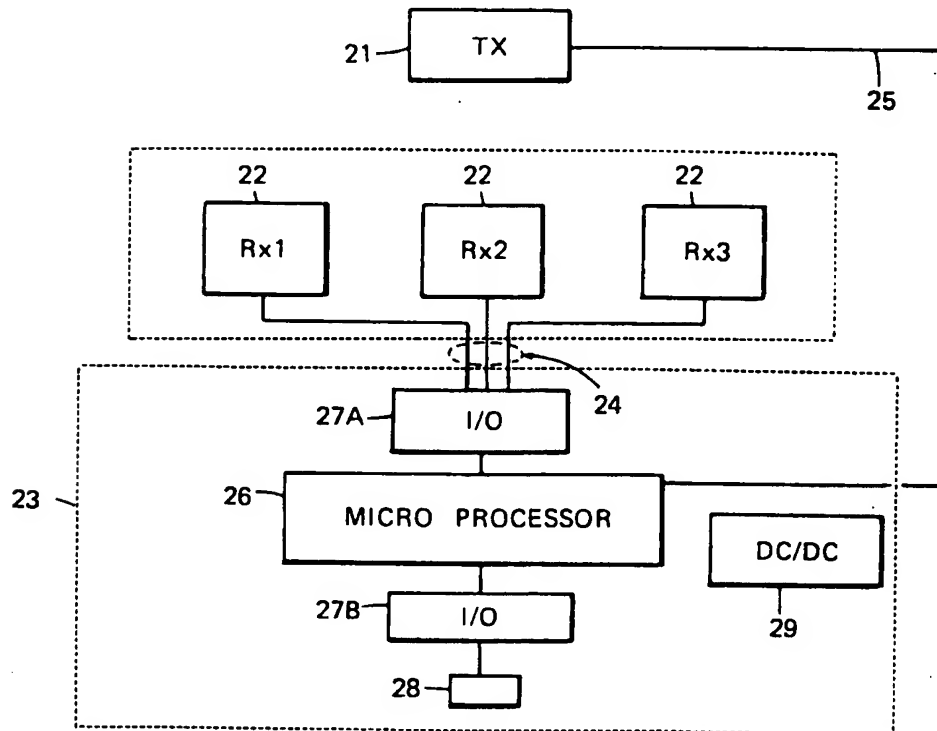 TX
21
25
22
22
22
Rx1
Rx2
Rx3
24
27A
I/O
23
26
MICRO PROCESSOR
DC/DC
27B
I/O
29
28